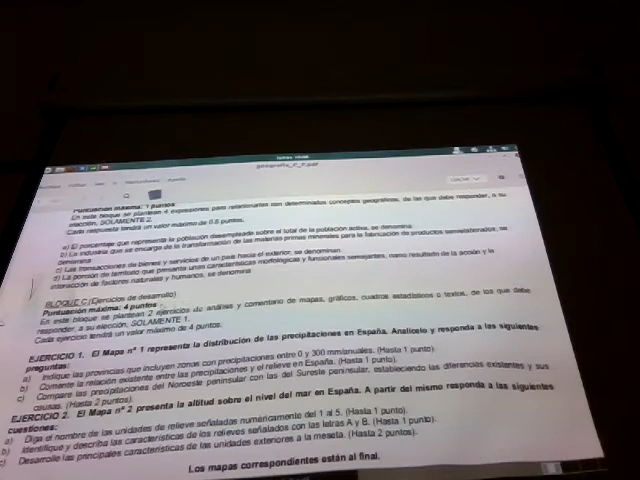 Puntuación máxima: 1 puntos
En este bloque se plantean 4 expresiones para relacionarlas con determinados conceptos geográficos, de las que debe responder, a su
elección, SOLAMENTE 2.
Cada respuesta tendrá un valor máximo de 0.5 puntos.
a) El porcentaje que representa la población desempleada sobre el total de la población activa, se denomina
b) La industria que se encarga de la transformación de las materias primas minerales para la fabricación de productos semielaborados, se
denomina
c) Las transacciones de bienes y servicios de un país hacia el exterior, se denominan
d) La porción de territorio que presenta unas características morfológicas y funcionales semejantes, como resultado de la acción y la
interacción de factores naturales y humanos, se denomina
BLOQUE C (Ejercicios de desarrollo)
Puntuación máxima: 4 puntos
En este bloque se plantean 2 ejercicios de análisis y comentario de mapas, gráficos, cuadros estadísticos o textos, de los que debe
responder, a su elección, SOLAMENTE 1.
Cada ejercicio tendrá un valor máximo de 4 puntos.
EJERCICIO 1. El Mapa nº 1 representa la distribución de las precipitaciones en España. Analícelo y responda a las siguientes
preguntas:
a) Indique las provincias que incluyen zonas con precipitaciones entre 0 y 300 mm/anuales. (Hasta 1 punto)
b) Comente la relación existente entre las precipitaciones y el relieve en España. (Hasta 1 punto).
c) Compare las precipitaciones del Noroeste peninsular con las del Sureste peninsular, estableciendo las diferencias existentes y sus
causas. (Hasta 2 puntos).
EJERCICIO 2. El Mapa nº 2 presenta la altitud sobre el nivel del mar en España. A partir del mismo responda a las siguientes
cuestiones:
a) Diga el nombre de las unidades de relieve señaladas numéricamente del 1 al 5. (Hasta 1 punto).
b) Identifique y describa las características de los relieves señalados con las letras A y B. (Hasta 1 punto).
c) Desarrolle las principales características de las unidades exteriores a la meseta. (Hasta 2 puntos).
Los mapas correspondientes están al final.